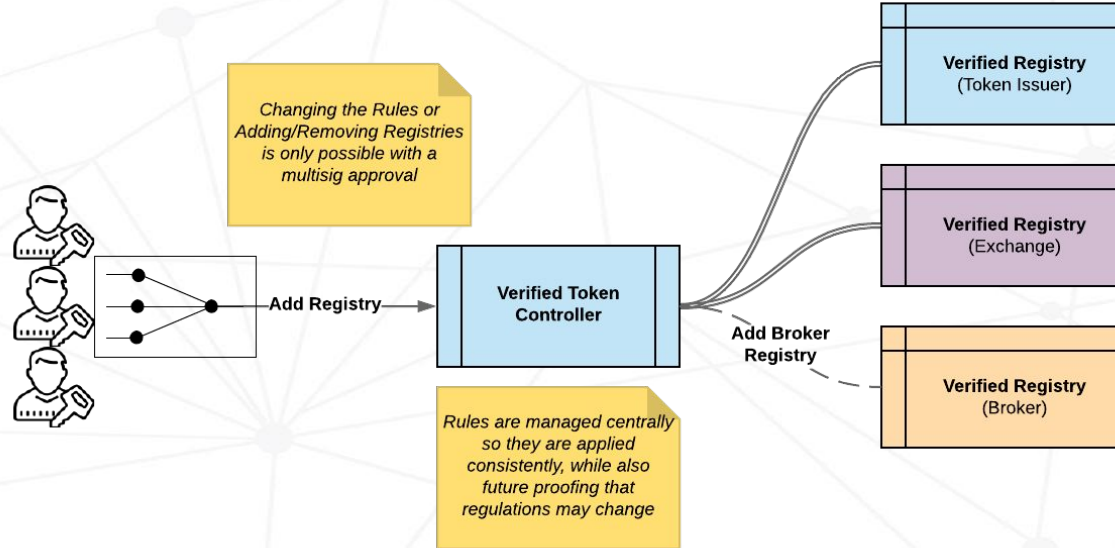 Changing the Rules or
Adding/Removing Registries
is only possible with a
multisig approval
Add Registry
Verified Token
Controller
Rules are managed centrally
so they are applied
consistently, while also
future proofing that
regulations may change
Add Broker
Registry
Verified Registry
(Token Issuer)
Verified Registry
(Exchange)
Verified Registry
(Broker)